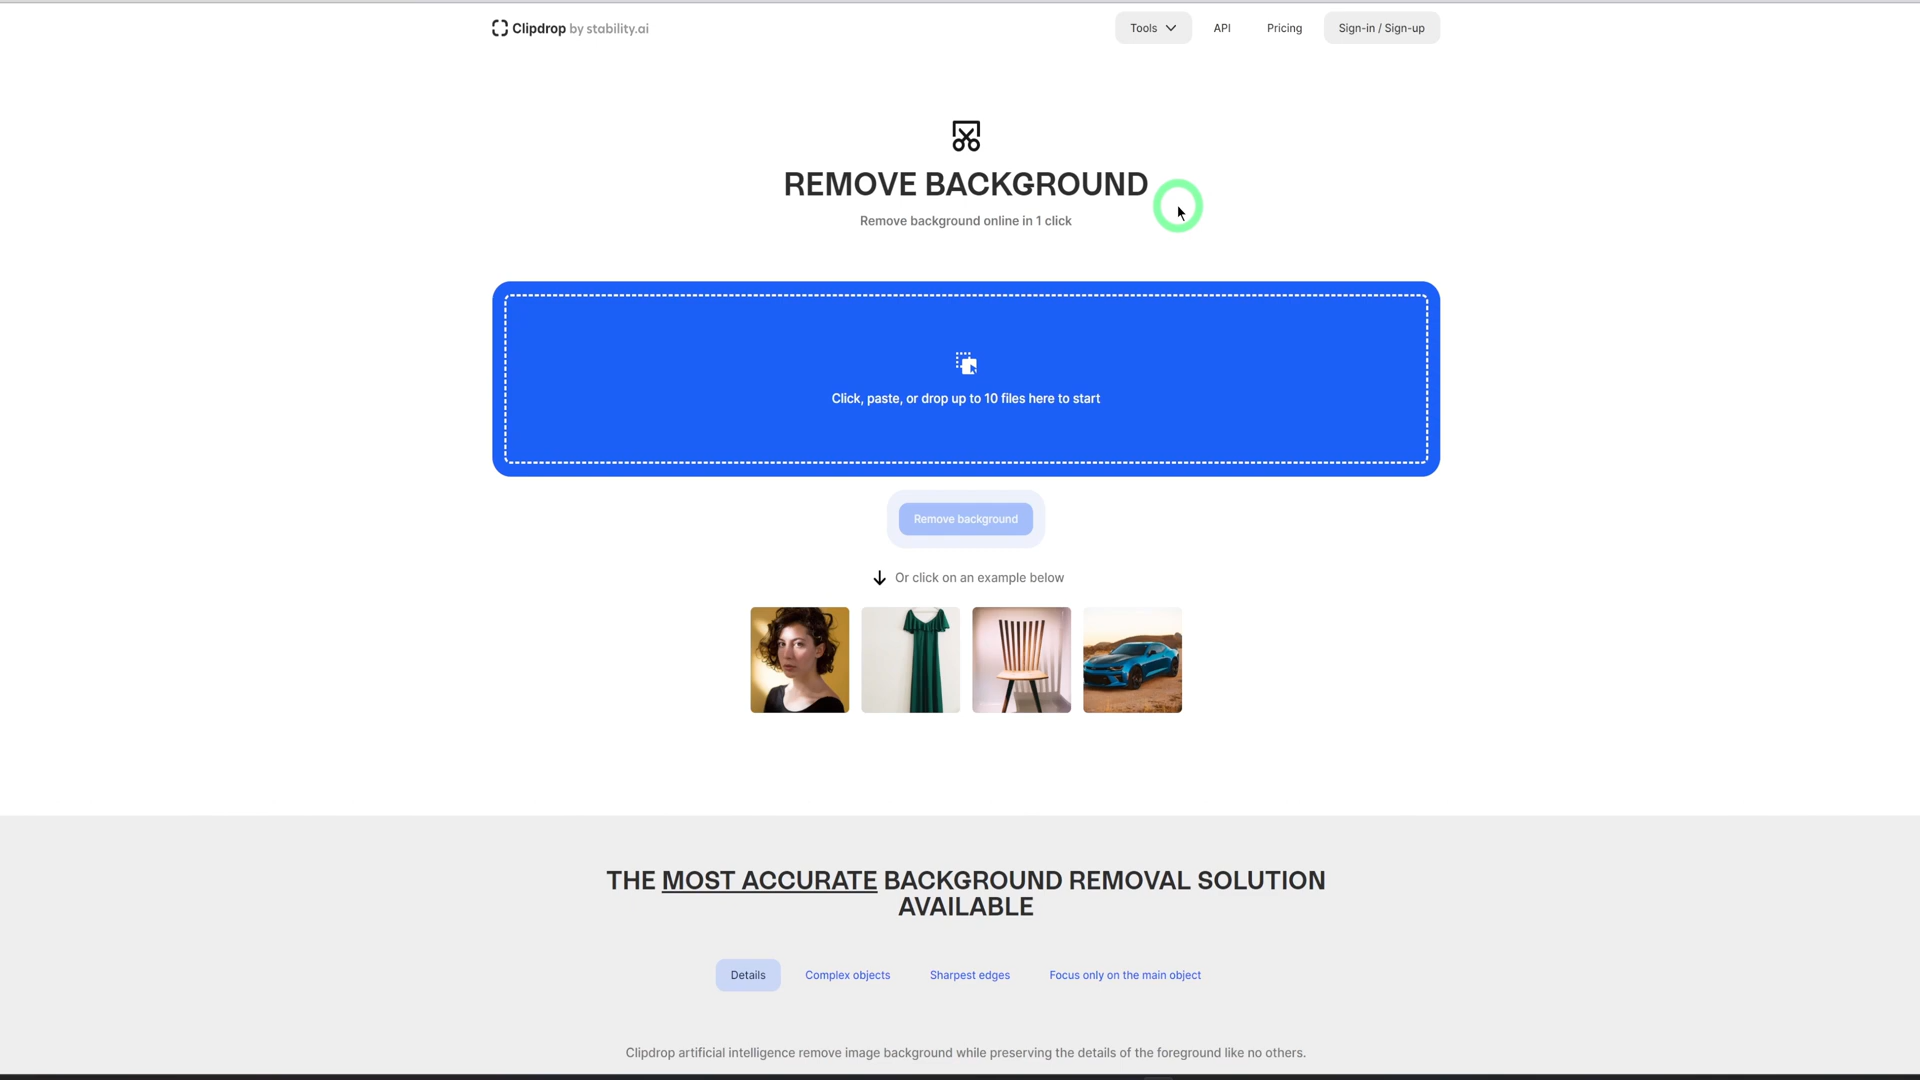 Clipdrop by stability.ai
Tools
API
Pricing
Sign-in / Sign-up
REMOVE BACKGROUND
Remove background online in 1 click
Click, paste, or drop up to 10 files here to start
Remove background
Or click on an example below
THE MOST ACCURATE BACKGROUND REMOVAL SOLUTION
AVAILABLE
Details
Complex objects
Sharpest edges
Focus only on the main object
Clipdrop artificial intelligence remove image background while preserving the details of the foreground like no others.